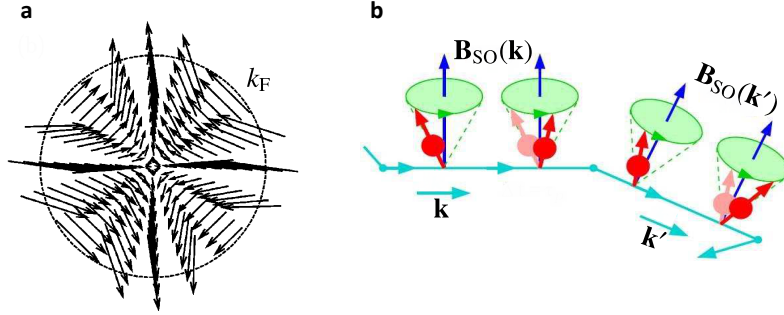 a
k_F
b
B_SO(k)
B_SO(k′)
k
k′